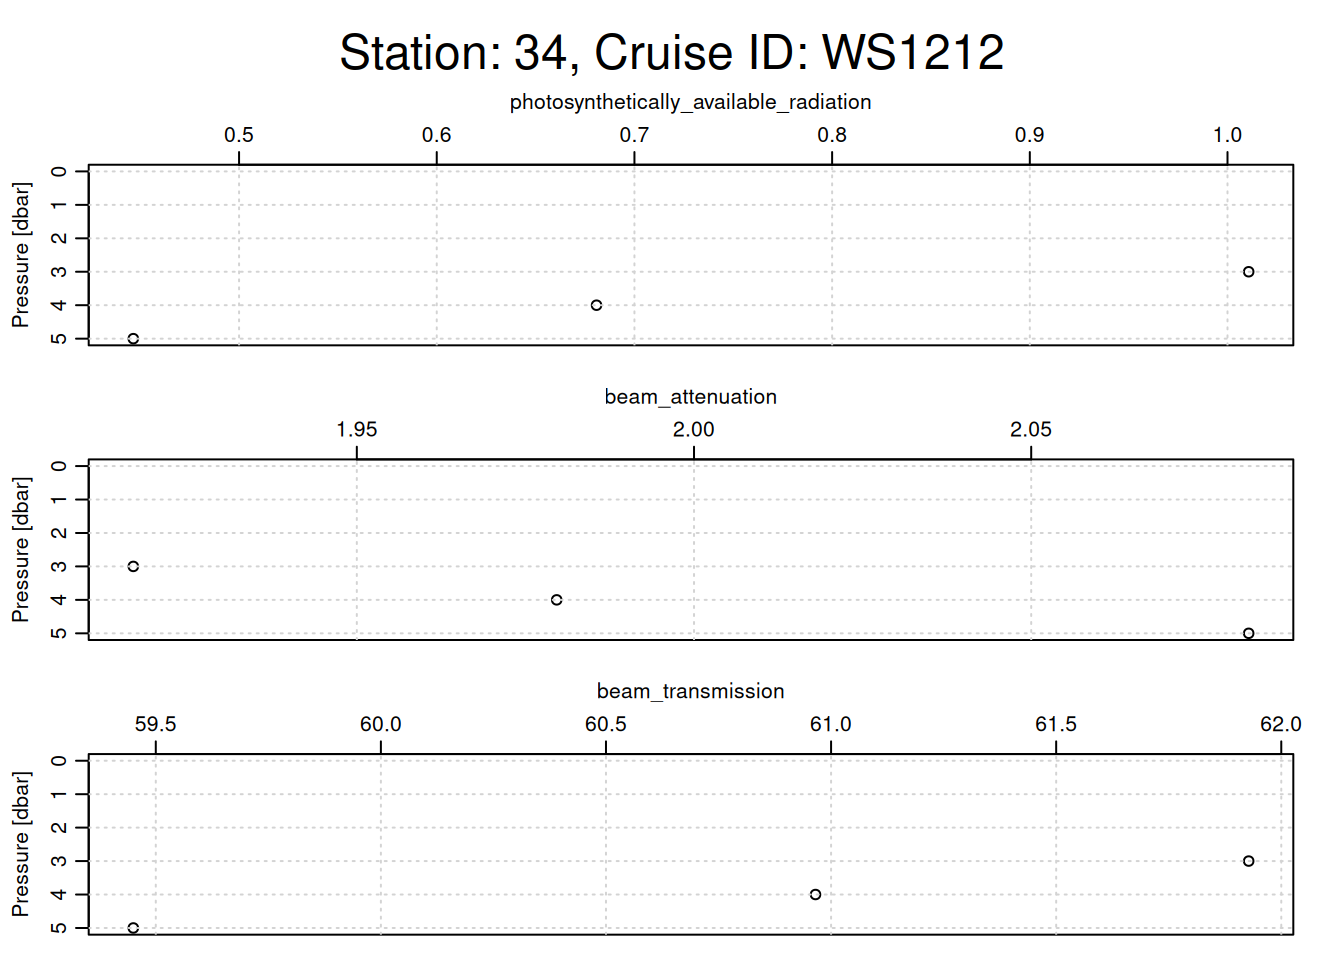 Station: 34, Cruise ID: WS1212
photosynthetically_available_radiation
0.5 0.6 0.7 0.8 0.9 1.0
Pressure [dbar]
0
1
2
3
4
5
beam_attenuation
1.95 2.00 2.05
Pressure [dbar]
0
1
2
3
4
5
beam_transmission
59.5 60.0 60.5 61.0 61.5 62.0
Pressure [dbar]
0
1
2
3
4
5